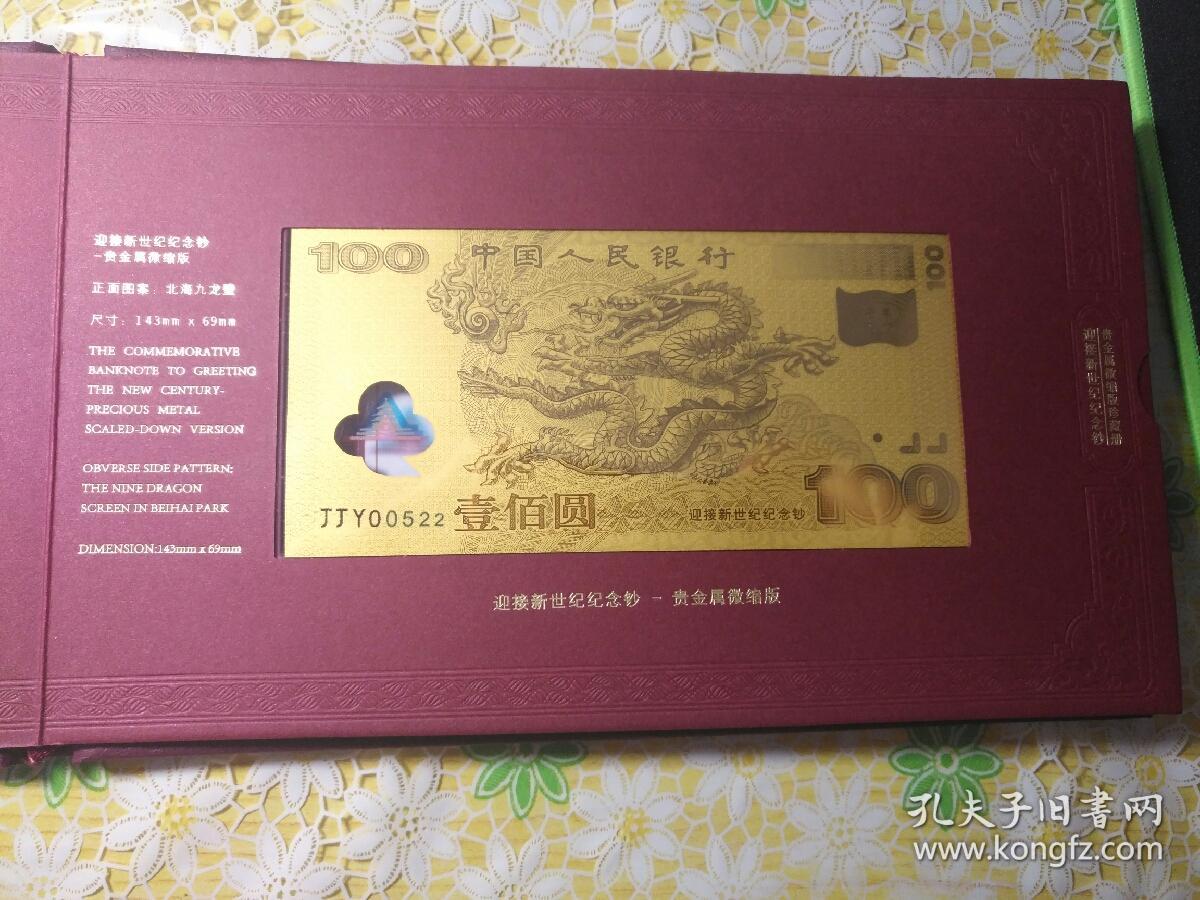 迎接新世纪纪念钞
-贵金属微缩版
正面图案：北海九龙壁
尺寸：143mm x 69mm
THE COMMEMORATIVE
BANKNOTE TO GREETING
THE NEW CENTURY-
PRECIOUS METAL
SCALED-DOWN VERSION
OBVERSE SIDE PATTERN:
THE NINE DRAGON
SCREEN IN BEIHAI PARK
DIMENSION:143mm x 69mm
100
中国人民银行
100
JJY00522
壹佰圆
迎接新世纪纪念钞
100
迎接新世纪纪念钞 - 贵金属微缩版
迎接新世纪纪念钞
贵金属微缩版珍藏册
孔夫子旧书网
www.kongfz.com